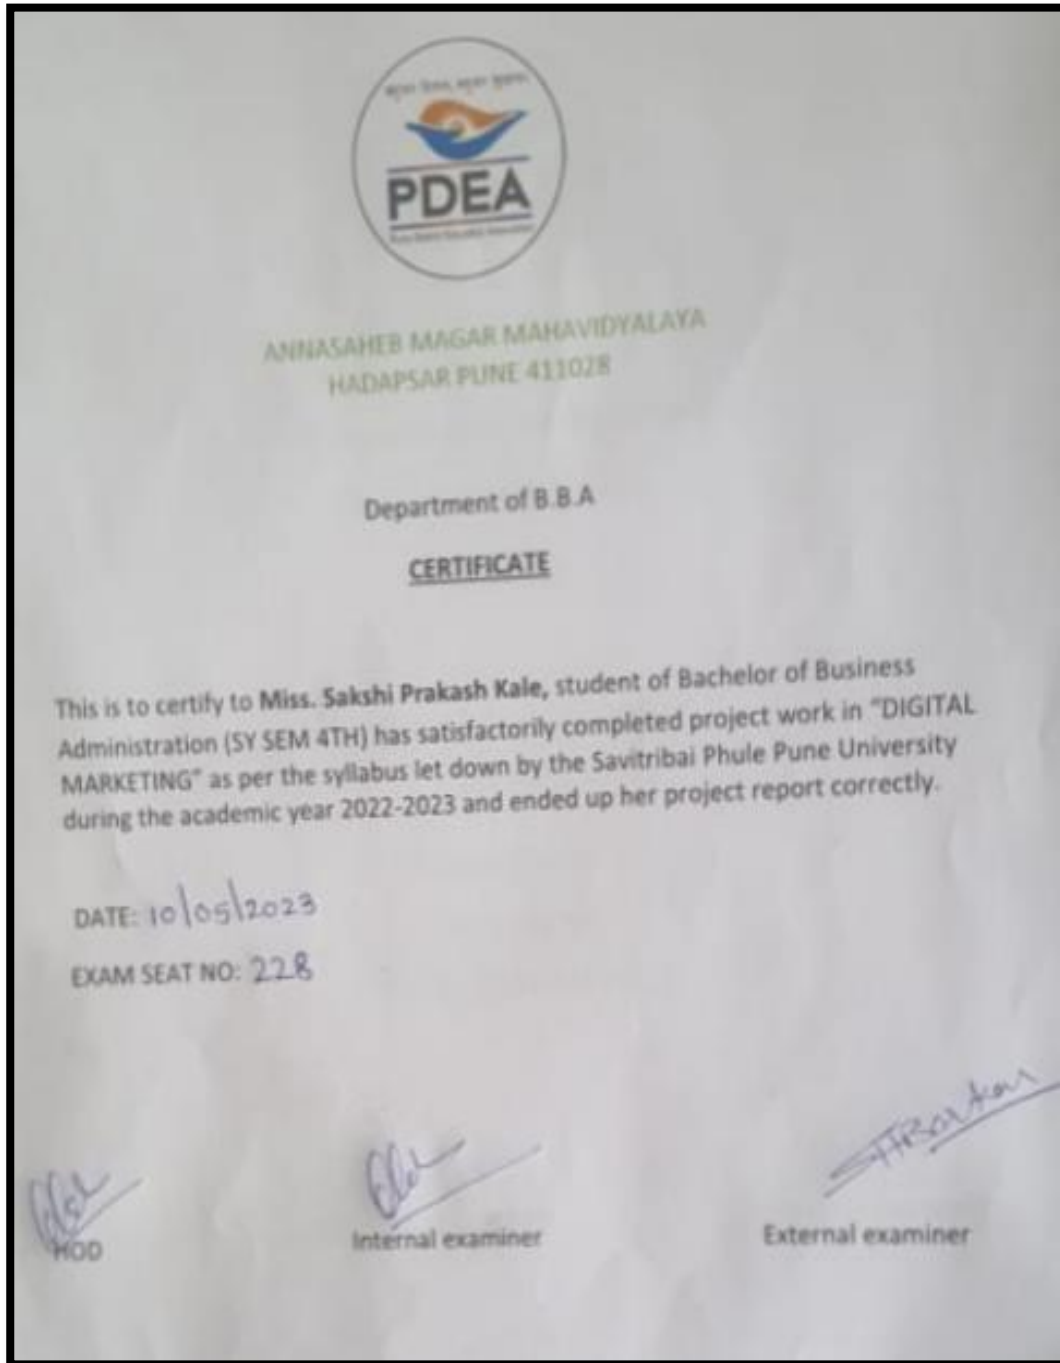 PDEA
ANNASAHEB MAGAR MAHAVIDYALAYA
HADAPSAR PUNE 411028
Department of B.B.A
CERTIFICATE
This is to certify to Miss. Sakshi Prakash Kale, student of Bachelor of Business
Administration (SY SEM 4TH) has satisfactorily completed project work in "DIGITAL
MARKETING" as per the syllabus let down by the Savitribai Phule Pune University
during the academic year 2022-2023 and ended up her project report correctly.
DATE: 10/05/2023
EXAM SEAT NO: 228
HOD
Internal examiner
External examiner